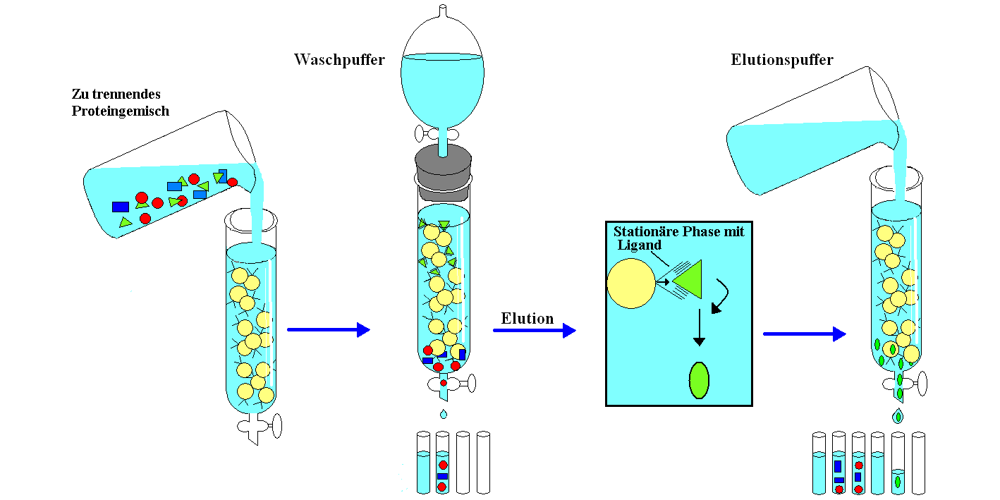 Zu trennendes
Proteingemisch
Waschpuffer
Elution
Stationäre Phase mit
Ligand
Elutionspuffer